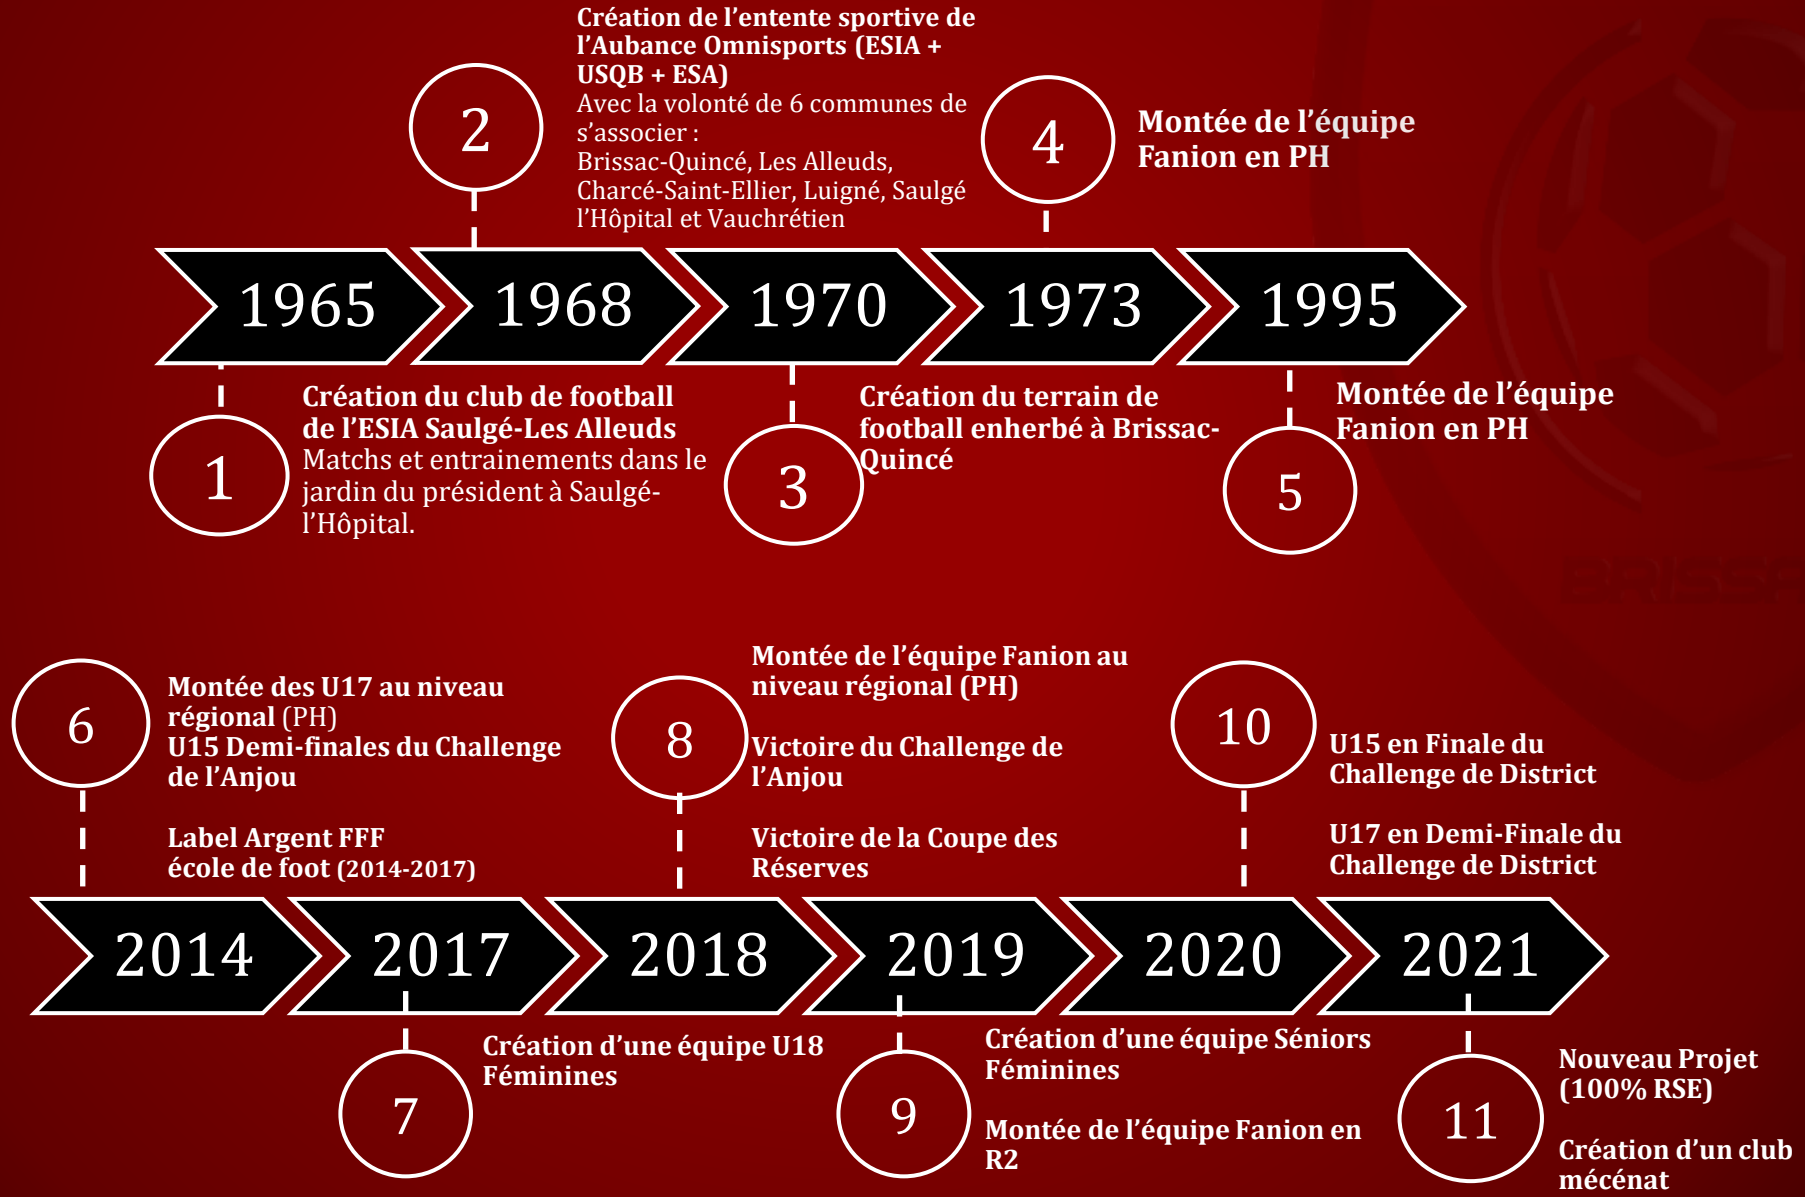 Création de l'entente sportive de
l'Aubance Omnisports (ESIA +
USQB + ESA)
Avec la volonté de 6 communes de
s'associer :
Brissac-Quincé, Les Alleuds,
Charcé-Saint-Ellier, Luigné, Saulgé
l'Hôpital et Vauchrétien
2
4
Montée de l'équipe
Fanion en PH
1965
1968
1970
1973
1995
1
Création du club de football
de l'ESIA Saulgé-Les Alleuds
Matchs et entrainements dans le
jardin du président à Saulgé-
l'Hôpital.
3
Création du terrain de
football enherbé à Brissac-
Quincé
5
Montée de l'équipe
Fanion en PH
6
Montée des U17 au niveau
régional (PH)
U15 Demi-finales du Challenge
de l'Anjou
Label Argent FFF
école de foot (2014-2017)
8
Montée de l'équipe Fanion au
niveau régional (PH)
Victoire du Challenge de
l'Anjou
Victoire de la Coupe des
Réserves
10
U15 en Finale du
Challenge de District
U17 en Demi-Finale du
Challenge de District
2014
2017
2018
2019
2020
2021
7
Création d'une équipe U18
Féminines
9
Création d'une équipe Séniors
Féminines
Montée de l'équipe Fanion en
R2
11
Nouveau Projet
(100% RSE)
Création d'un club
mécénat